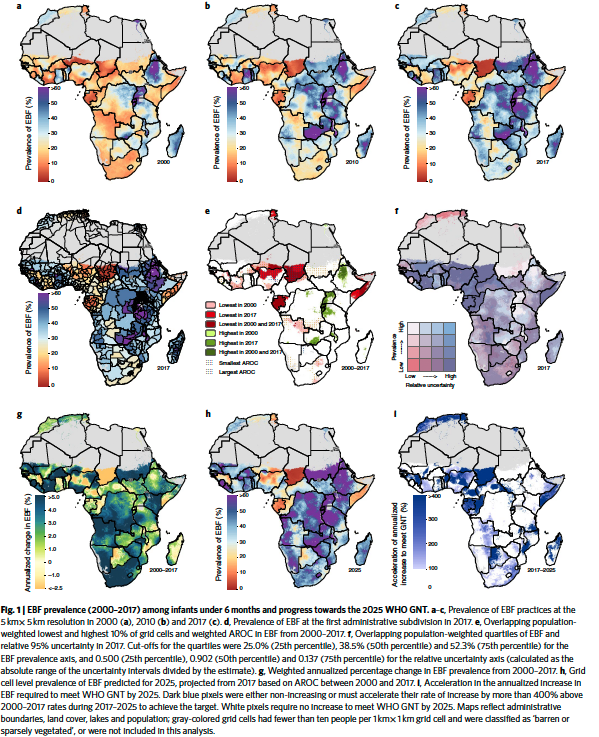 a
b
c
>60
50
40
30
20
10
0
Prevalence of EBF (%)
2000
>60
50
40
30
20
10
0
Prevalence of EBF (%)
2010
>60
50
40
30
20
10
0
Prevalence of EBF (%)
2017
d
e
f
>60
50
40
30
20
10
0
Prevalence of EBF (%)
2017
Lowest in 2000
Lowest in 2017
Lowest in 2000 and 2017
Highest in 2000
Highest in 2017
Highest in 2000 and 2017
Smallest AROC
Largest AROC
2000–2017
High
Prevalence
Low
Low
High
Relative uncertainty
2017
g
h
i
>5.0
4.0
3.0
2.0
1.0
0
–1.0
<–2.5
Annualized change in EBF (%)
2000–2017
>60
50
40
30
20
10
0
Prevalence of EBF (%)
2025
>400
300
200
100
0
Acceleration of annualized
increase to meet GNT (%)
2017–2025
Fig. 1 | EBF prevalence (2000–2017) among infants under 6 months and progress towards the 2025 WHO GNT. a–c, Prevalence of EBF practices at the
5 km × 5 km resolution in 2000 (a), 2010 (b) and 2017 (c). d, Prevalence of EBF at the first administrative subdivision in 2017. e, Overlapping population-
weighted lowest and highest 10% of grid cells and weighted AROC in EBF from 2000–2017. f, Overlapping population-weighted quartiles of EBF and
relative 95% uncertainty in 2017. Cut-offs for the quartiles were 25.0% (25th percentile), 38.5% (50th percentile) and 52.3% (75th percentile) for the
EBF prevalence axis, and 0.500 (25th percentile), 0.902 (50th percentile) and 0.137 (75th percentile) for the relative uncertainty axis (calculated as the
absolute range of the uncertainty intervals divided by the estimate). g, Weighted annualized percentage change in EBF prevalence from 2000–2017. h, Grid
cell level prevalence of EBF predicted for 2025, projected from 2017 based on AROC between 2000 and 2017. i, Acceleration in the annualized increase in
EBF required to meet WHO GNT by 2025. Dark blue pixels were either non-increasing or must accelerate their rate of increase by more than 400% above
2000–2017 rates during 2017–2025 to achieve the target. White pixels require no increase to meet WHO GNT by 2025. Maps reflect administrative
boundaries, land cover, lakes and population; gray-colored grid cells had fewer than ten people per 1 km × 1 km grid cell and were classified as 'barren or
sparsely vegetated', or were not included in this analysis.